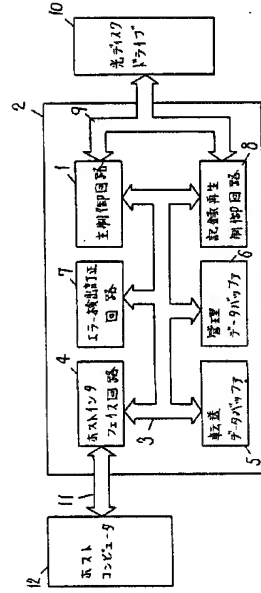 10
光ディスク
ドライブ
2
9
1
主制御回路
8
記録再生
制御回路
7
エラー検出訂正
回路
6
管理
データバッファ
4
ホストインタ
フェイス回路
3
5
転送
データバッファ
11
12
ホスト
コンピュータ